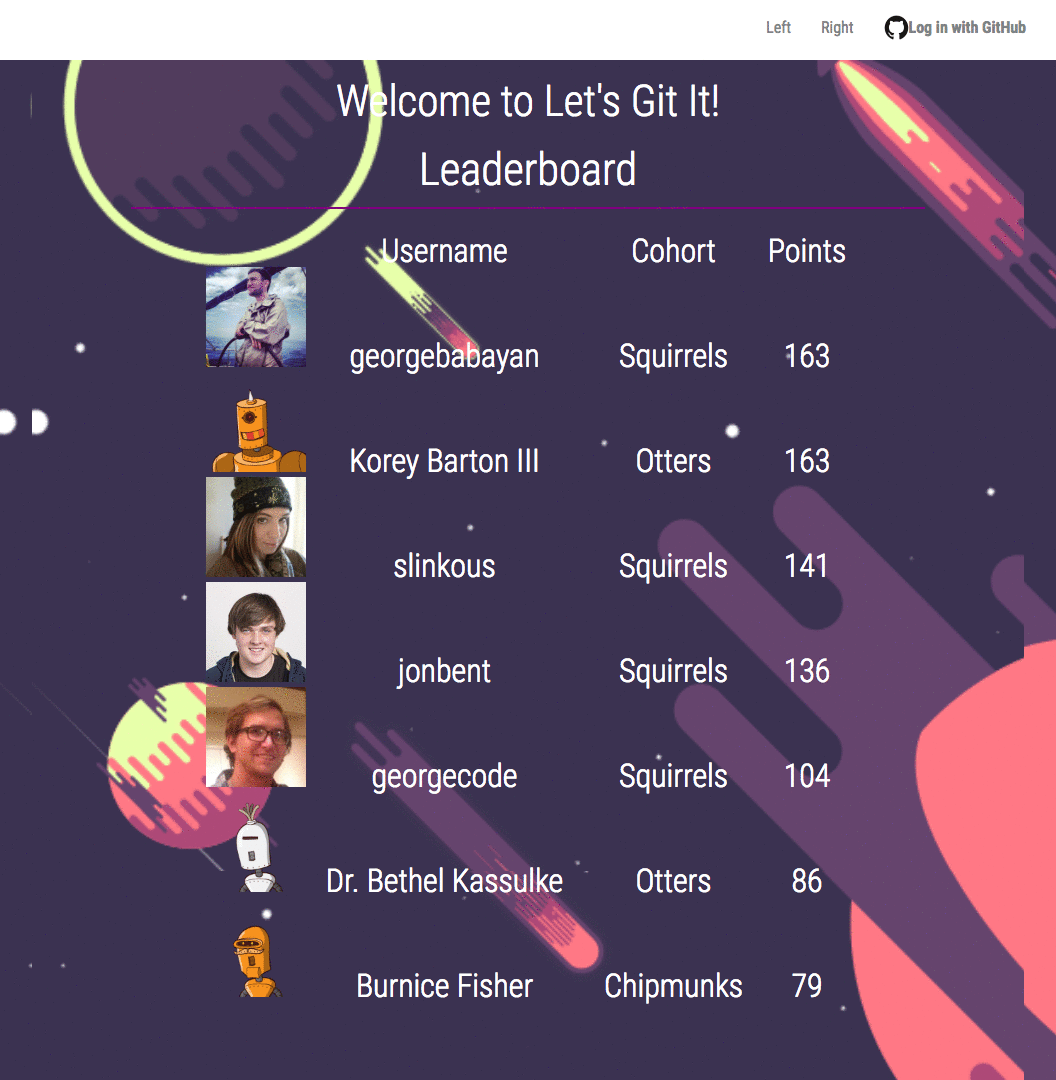 Left Right Log in with GitHub
Welcome to Let's Git It!
Leaderboard
Username Cohort Points
georgebabayan Squirrels 163
Korey Barton III Otters 163
slinkous Squirrels 141
jonbent Squirrels 136
georgecode Squirrels 104
Dr. Bethel Kassulke Otters 86
Burnice Fisher Chipmunks 79